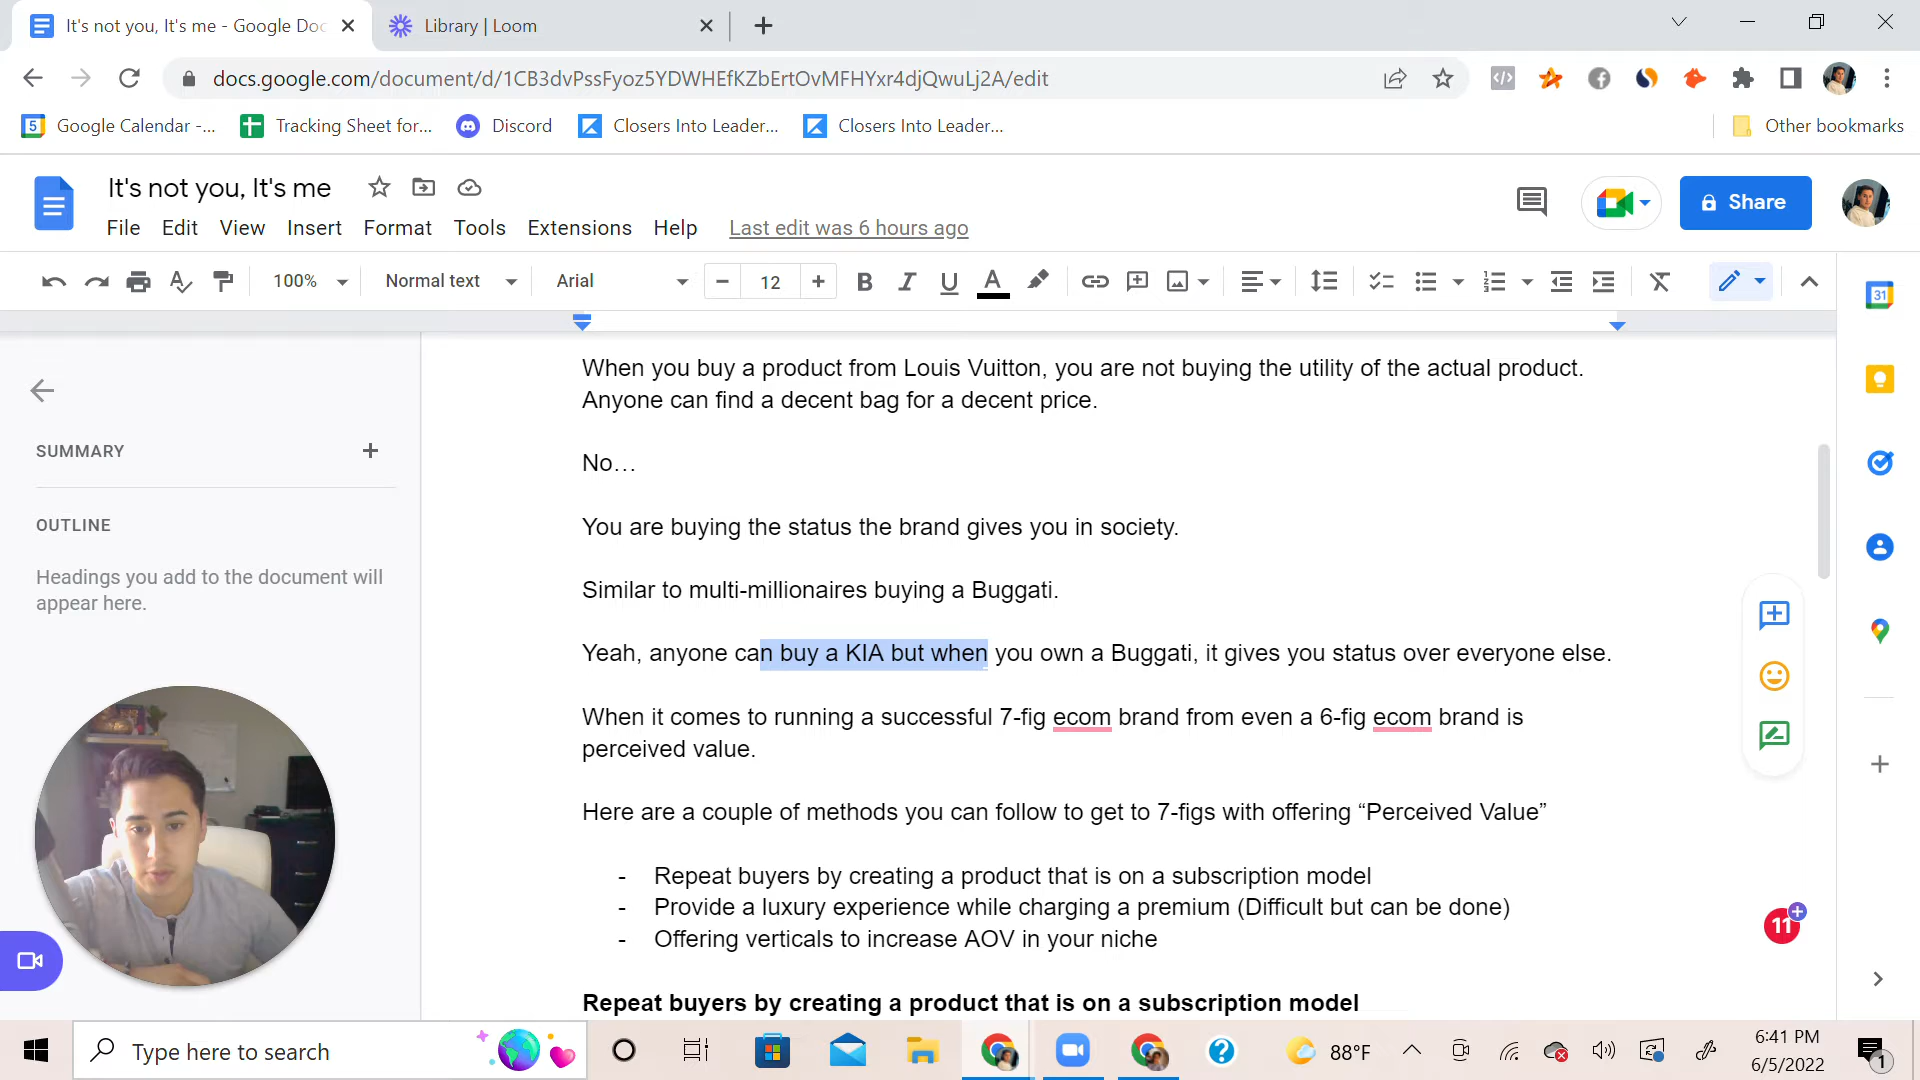 It's not you, It's me - Google Doc
Library | Loom
docs.google.com/document/d/1CB3dvPssFyoz5YDWHEfKZbErtOvMFHYxr4djQwuLj2A/edit
Google Calendar -...
Tracking Sheet for...
Discord
Closers Into Leader...
Closers Into Leader...
Other bookmarks
It's not you, It's me
Share
File Edit View Insert Format Tools Extensions Help Last edit was 6 hours ago
100% Normal text Arial 12
When you buy a product from Louis Vuitton, you are not buying the utility of the actual product.
Anyone can find a decent bag for a decent price.
SUMMARY
No…
OUTLINE
You are buying the status the brand gives you in society.
Headings you add to the document will
appear here.
Similar to multi-millionaires buying a Buggati.
Yeah, anyone can buy a KIA but when you own a Buggati, it gives you status over everyone else.
When it comes to running a successful 7-fig ecom brand from even a 6-fig ecom brand is
perceived value.
Here are a couple of methods you can follow to get to 7-figs with offering “Perceived Value”
- Repeat buyers by creating a product that is on a subscription model
- Provide a luxury experience while charging a premium (Difficult but can be done)
- Offering verticals to increase AOV in your niche
11
Repeat buyers by creating a product that is on a subscription model
Type here to search
88°F
6:41 PM
6/5/2022
1